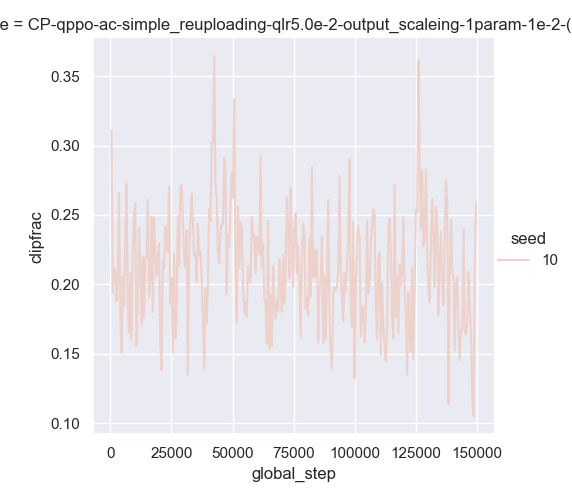 e = CP-qppo-ac-simple_reuploading-qlr5.0e-2-output_scaleing-1param-1e-2-(
0.35
0.30
0.25
0.20
0.15
0.10
clipfrac
0 25000 50000 75000 100000 125000 150000
global_step
seed
10